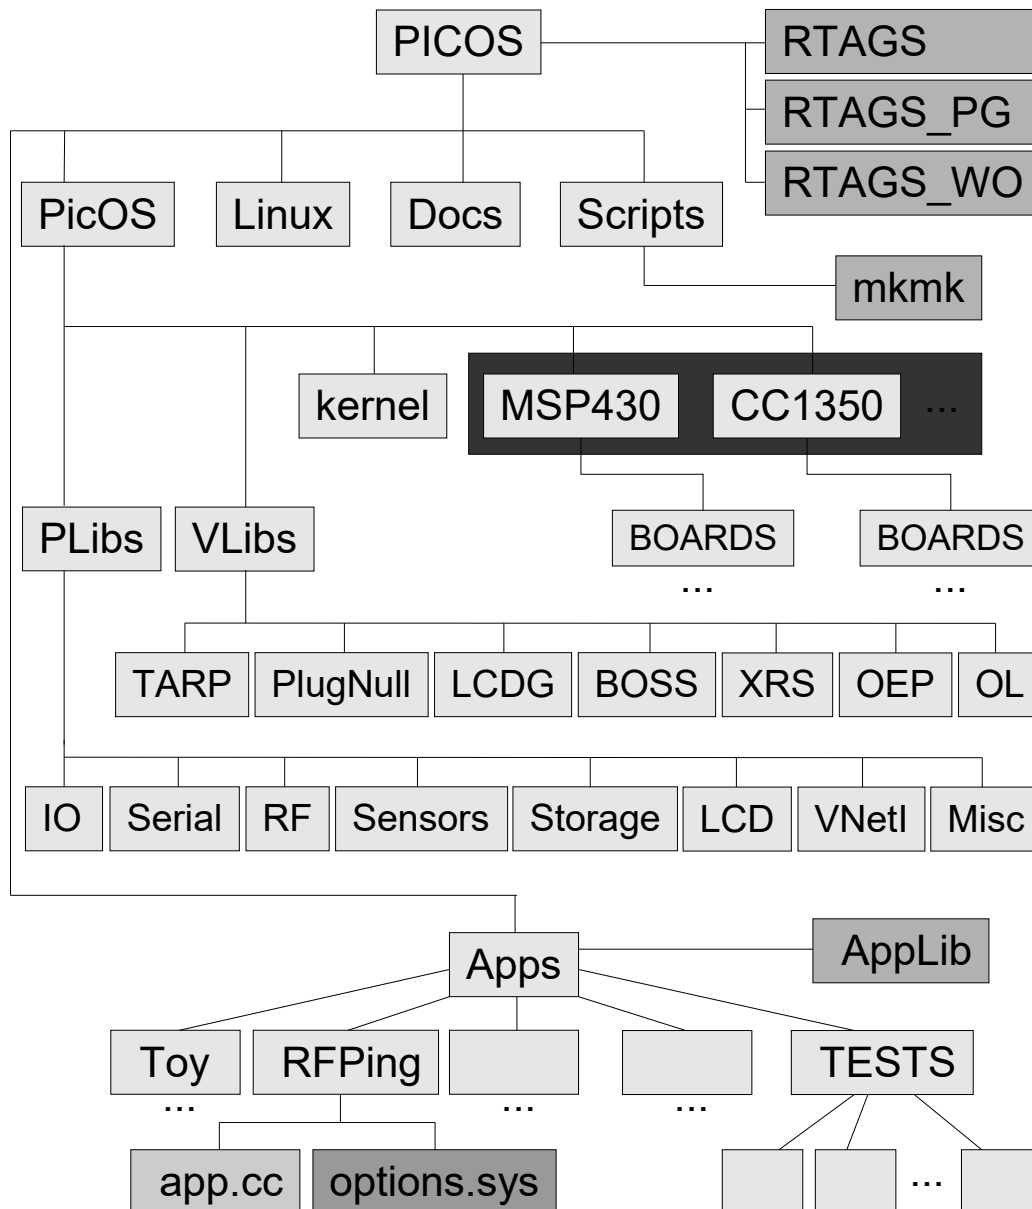 PICOS
RTAGS
RTAGS_PG
RTAGS_WO
PicOS
Linux
Docs
Scripts
mkmk
kernel
MSP430
CC1350
...
PLibs
VLibs
BOARDS
BOARDS
...
...
TARP
PlugNull
LCDG
BOSS
XRS
OEP
OL
IO
Serial
RF
Sensors
Storage
LCD
VNetI
Misc
Apps
AppLib
Toy
RFPing
TESTS
...
...
...
app.cc
options.sys
...